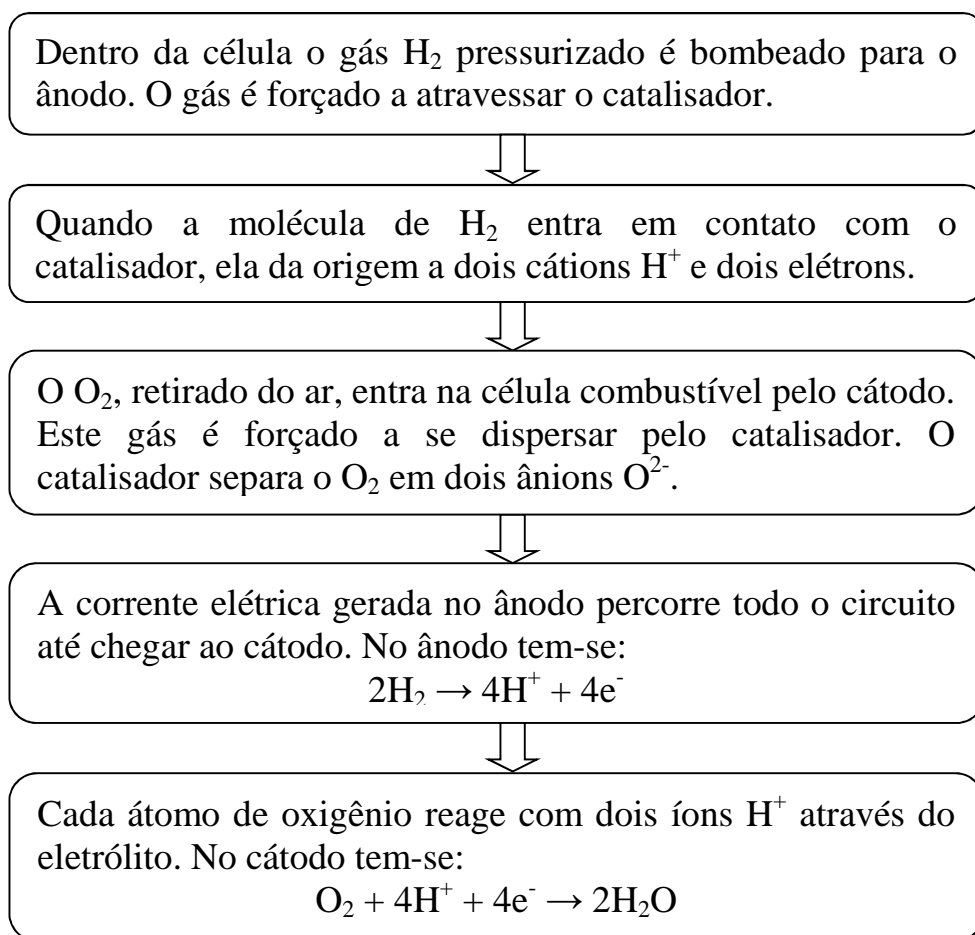 Dentro da célula o gás H₂ pressurizado é bombeado para o
ânodo. O gás é forçado a atravessar o catalisador.
Quando a molécula de H₂ entra em contato com o
catalisador, ela da origem a dois cátions H⁺ e dois elétrons.
O O₂, retirado do ar, entra na célula combustível pelo cátodo.
Este gás é forçado a se dispersar pelo catalisador. O
catalisador separa o O₂ em dois ânions O²⁻.
A corrente elétrica gerada no ânodo percorre todo o circuito
até chegar ao cátodo. No ânodo tem-se:
2H₂ → 4H⁺ + 4e⁻
Cada átomo de oxigênio reage com dois íons H⁺ através do
eletrólito. No cátodo tem-se:
O₂ + 4H⁺ + 4e⁻ → 2H₂O